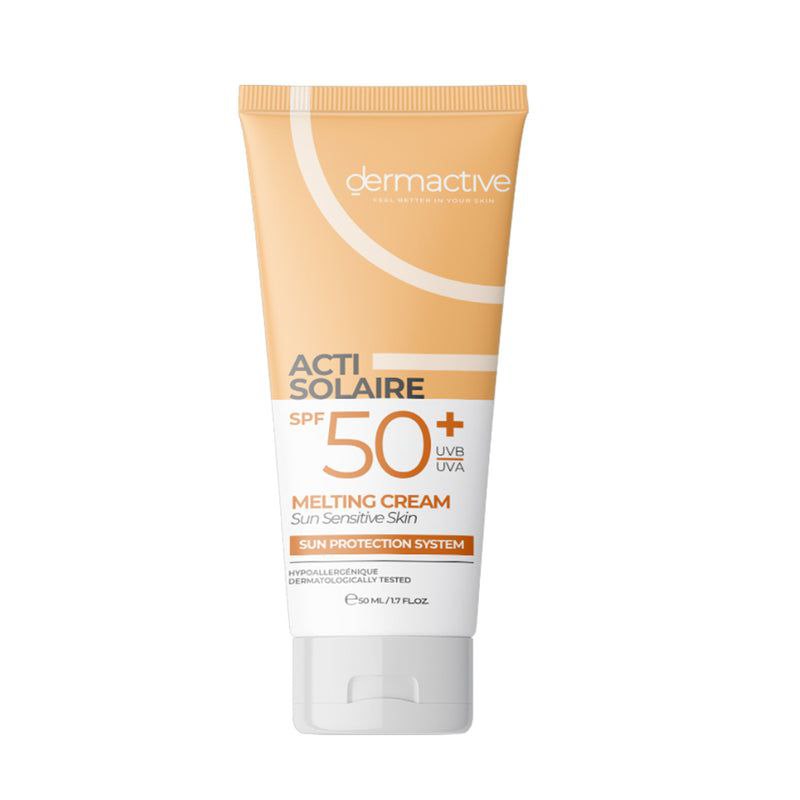 dermactive
FEEL BETTER IN YOUR SKIN
ACTI
SOLAIRE
SPF 50+
UVB
UVA
MELTING CREAM
Sun Sensitive Skin
SUN PROTECTION SYSTEM
HYPOALLERGÉNIQUE
DERMATOLOGICALLY TESTED
℮50 ML/1.7 FL.OZ.